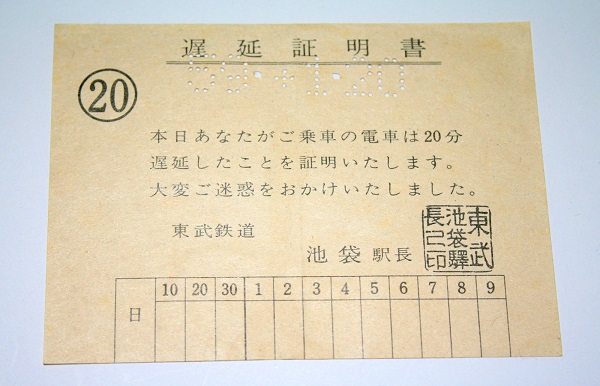 遅延証明書
20
本日あなたがご乗車の電車は20分
遅延したことを証明いたします。
大変ご迷惑をおかけいたしました。
東武鉄道
池袋駅長
東武池袋驛長之印
日 10 20 30 1 2 3 4 5 6 7 8 9